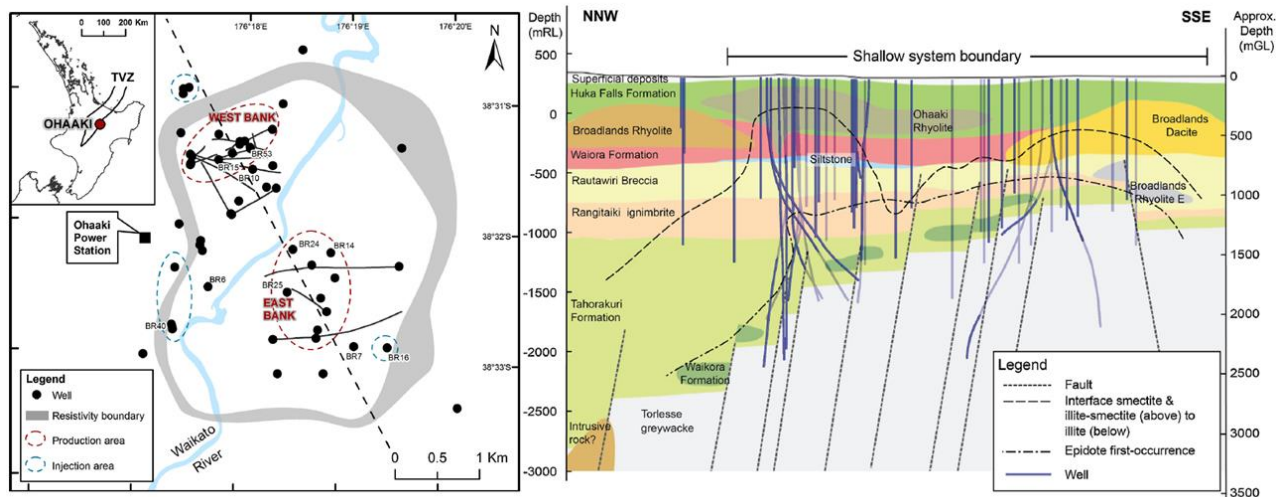 0 100 200 Km
TVZ
OHAAKI
176°18'E
176°19'E
176°20'E
N
38°31'S
38°32'S
38°33'S
WEST BANK
BR53
BR15
BR10
Ohaaki
Power
Station
BR24
BR14
BR25
BR6
EAST
BANK
BR40
BR7
BR16
Legend
Well
Resistivity boundary
Production area
Injection area
Waikato
River
0 0.5 1 Km
Depth
(mRL)
NNW
SSE
Approx.
Depth
(mGL)
Shallow system boundary
500
0
-500
-1000
-1500
-2000
-2500
-3000
0
500
1000
1500
2000
2500
3000
3500
Superficial deposits
Huka Falls Formation
Ohaaki
Rhyolite
Broadlands Rhyolite
Broadlands
Dacite
Waiora Formation
Siltstone
Rautawiri Breccia
Broadlands
Rhyolite E
Rangitaiki ignimbrite
Tahorakuri
Formation
Waikora
Formation
Torlesse
greywacke
Intrusive
rock?
Legend
Fault
Interface smectite &
illite-smectite (above) to
illite (below)
Epidote first-occurrence
Well